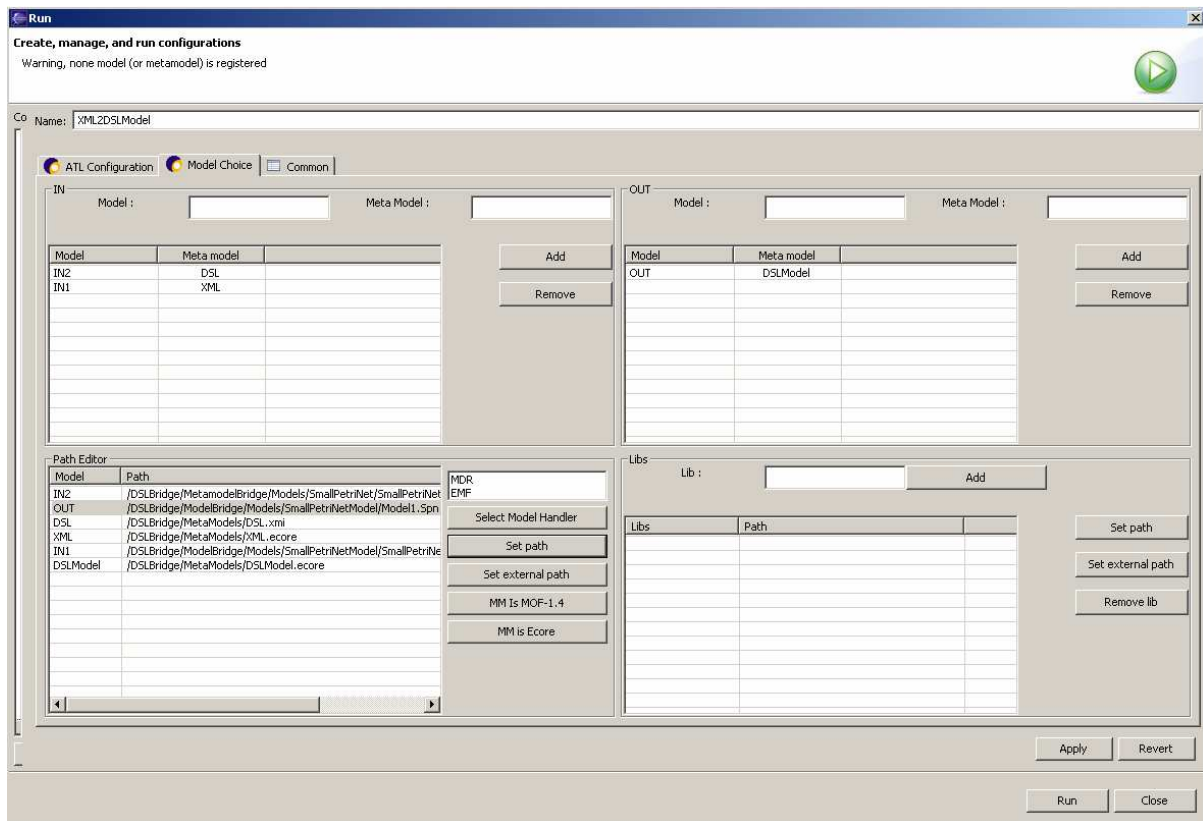 Run
Create, manage, and run configurations
Warning, none model (or metamodel) is registered
Co
Name: XML2DSLModel
ATL Configuration Model Choice Common
IN
Model : Meta Model :
Model Meta model
IN2 DSL
IN1 XML
Add
Remove
OUT
Model : Meta Model :
Model Meta model
OUT DSLModel
Add
Remove
Path Editor
Model Path
IN2 /DSLBridge/MetamodelBridge/Models/SmallPetriNet/SmallPetriNet
OUT /DSLBridge/ModelBridge/Models/SmallPetriNetModel/Model1.Spn
DSL /DSLBridge/MetaModels/DSL.xmi
XML /DSLBridge/MetaModels/XML.ecore
IN1 /DSLBridge/ModelBridge/Models/SmallPetriNetModel/SmallPetriNe
DSLModel /DSLBridge/MetaModels/DSLModel.ecore
MDR
EMF
Select Model Handler
Set path
Set external path
MM Is MOF-1.4
MM is Ecore
Libs
Lib : Add
Libs Path
Set path
Set external path
Remove lib
Apply Revert
Run Close